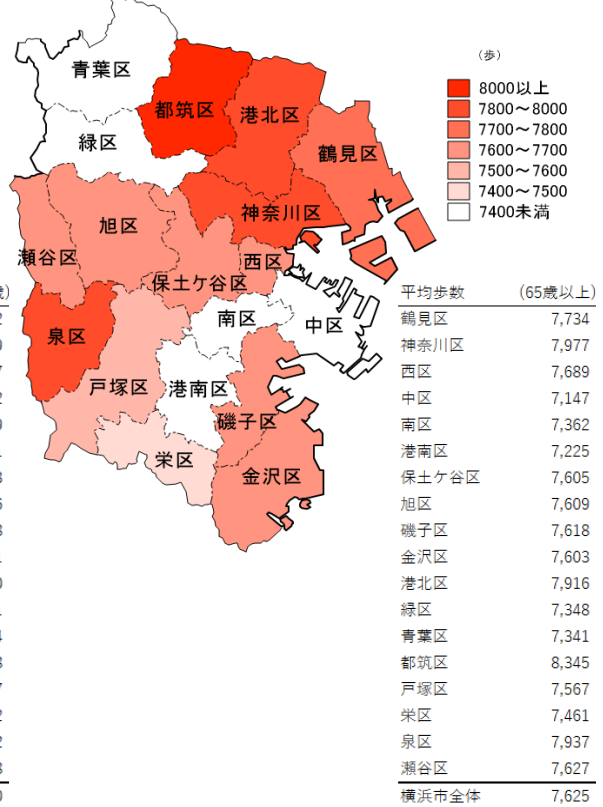 (歩)
8000以上
7800～8000
7700～7800
7600～7700
7500～7600
7400～7500
7400未満
青葉区
都筑区
港北区
緑区
鶴見区
神奈川区
旭区
瀬谷区
西区
保土ケ谷区
南区
中区
泉区
戸塚区
港南区
磯子区
栄区
金沢区
平均歩数 (65歳以上)
鶴見区 7,734
神奈川区 7,977
西区 7,689
中区 7,147
南区 7,362
港南区 7,225
保土ケ谷区 7,605
旭区 7,609
磯子区 7,618
金沢区 7,603
港北区 7,916
緑区 7,348
青葉区 7,341
都筑区 8,345
戸塚区 7,567
栄区 7,461
泉区 7,937
瀬谷区 7,627
横浜市全体 7,625